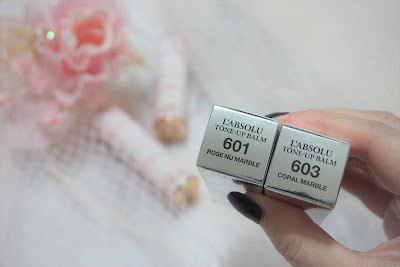 L'ABSOLU
TONE-UP BALM
601
ROSE NU MARBLE
L'ABSOLU
TONE-UP BALM
603
CORAL MARBLE